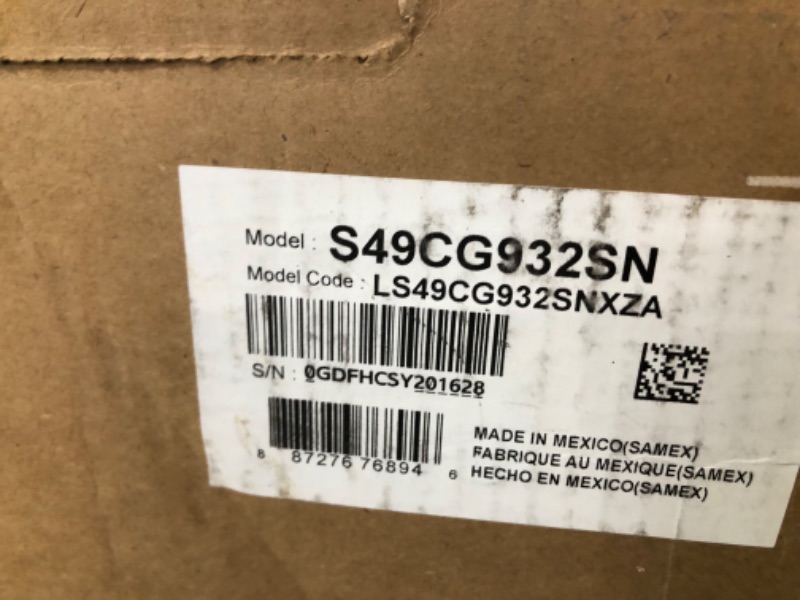 Model : S49CG932SN
Model Code : LS49CG932SNXZA
S/N : 0GDFHCSY201628
8 87276 76894 6
MADE IN MEXICO(SAMEX)
FABRIQUE AU MEXIQUE(SAMEX)
HECHO EN MEXICO(SAMEX)